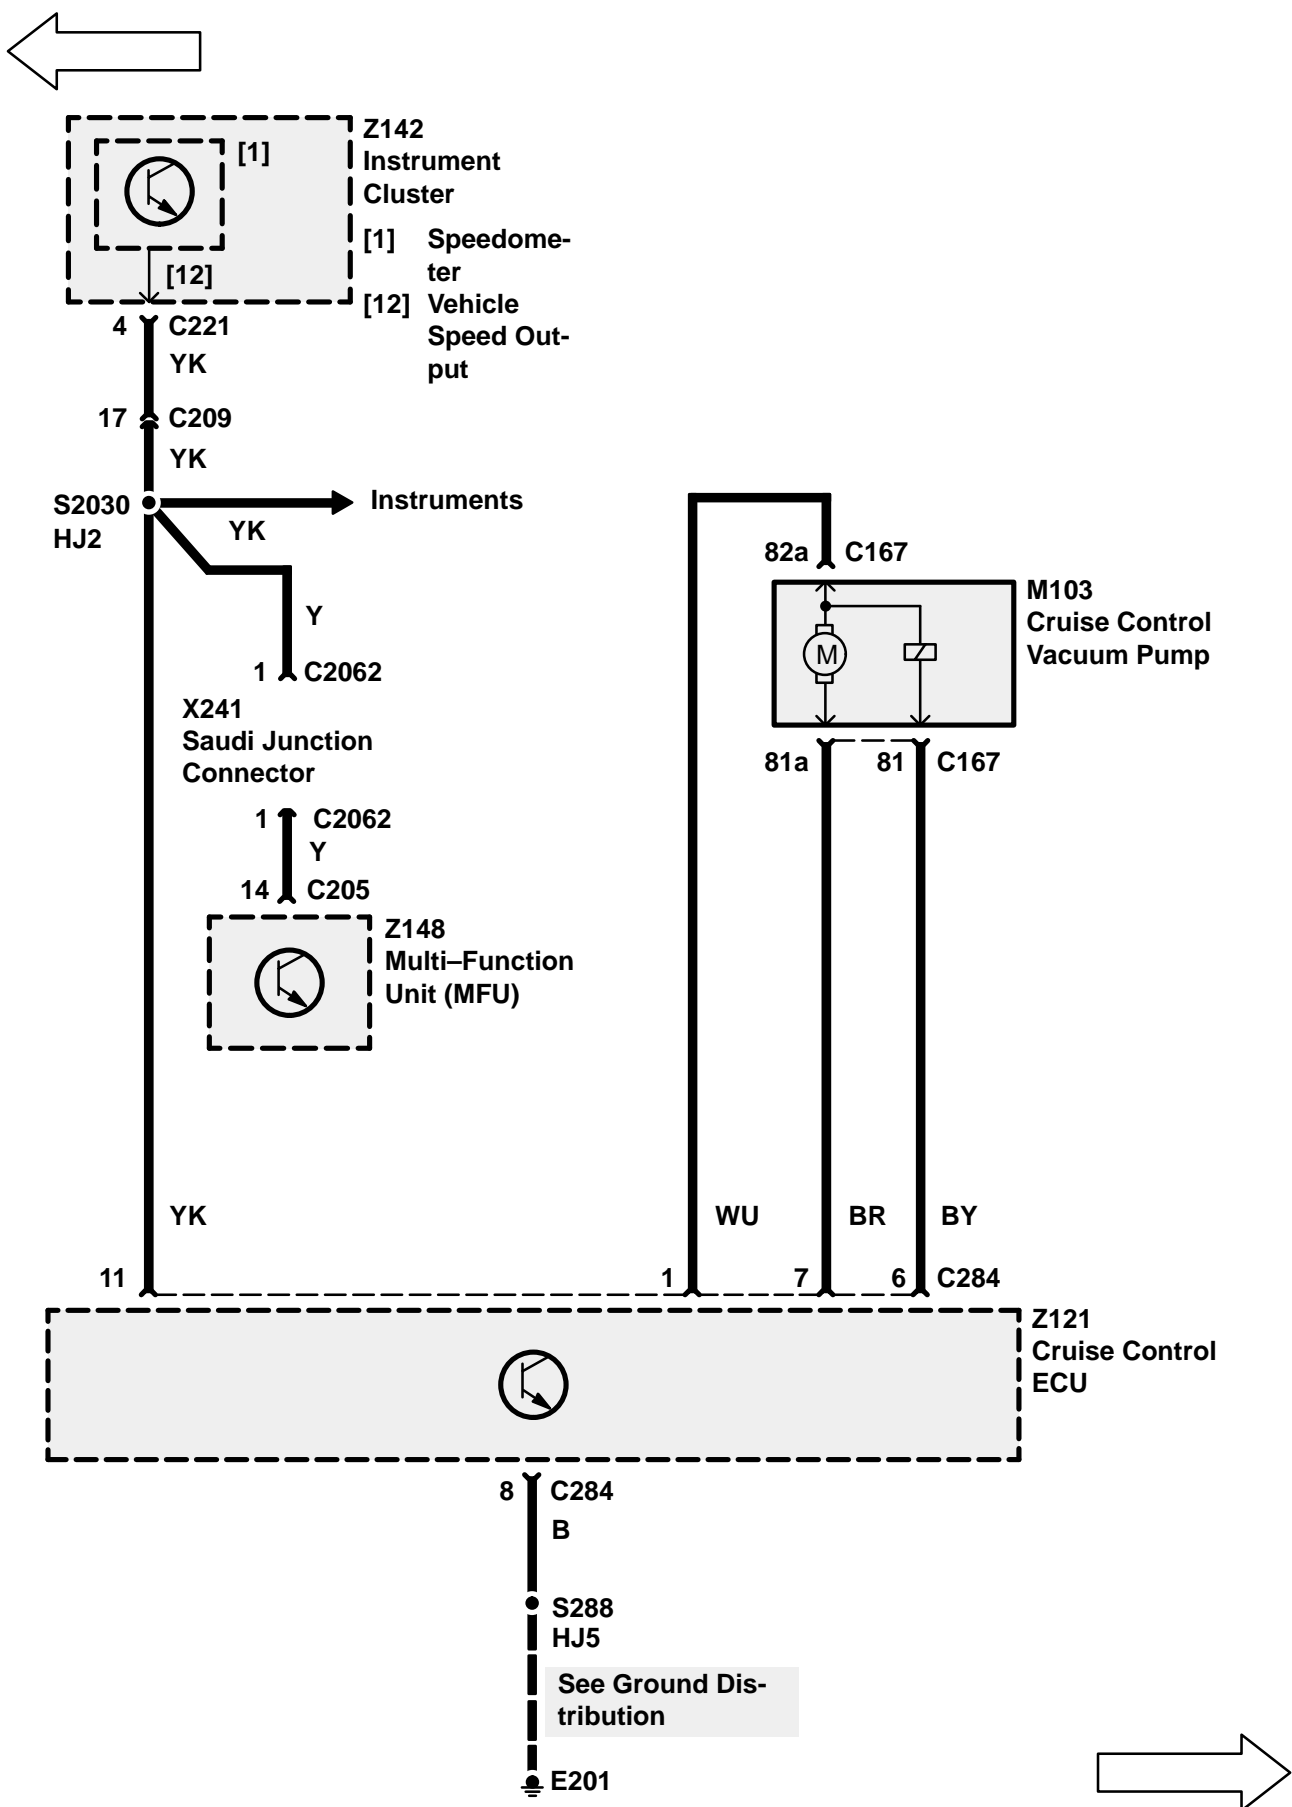 Z142
Instrument
Cluster
[1]
[1] Speedome-
ter
[12]
[12] Vehicle
Speed Out-
put
4 C221
YK
17 C209
YK
S2030
HJ2
Instruments
YK
Y
1 C2062
X241
Saudi Junction
Connector
1 C2062
Y
14 C205
Z148
Multi–Function
Unit (MFU)
82a C167
M103
Cruise Control
Vacuum Pump
M
81a 81 C167
YK WU BR BY
11 1 7 6 C284
Z121
Cruise Control
ECU
8 C284
B
S288
HJ5
See Ground Dis-
tribution
E201